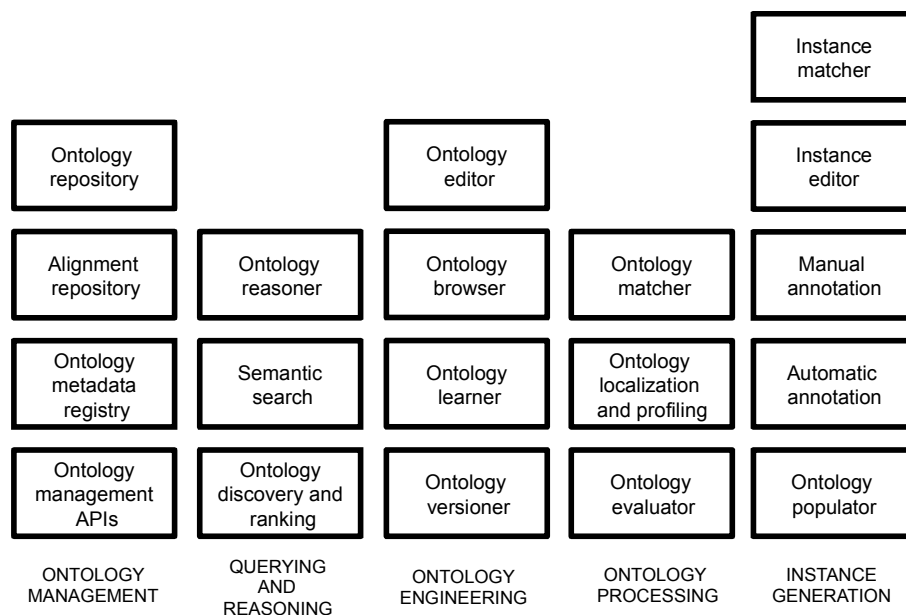 Instance
matcher
Ontology
repository
Ontology
editor
Instance
editor
Alignment
repository
Ontology
reasoner
Ontology
browser
Ontology
matcher
Manual
annotation
Ontology
metadata
registry
Semantic
search
Ontology
learner
Ontology
localization
and profiling
Automatic
annotation
Ontology
management
APIs
Ontology
discovery and
ranking
Ontology
versioner
Ontology
evaluator
Ontology
populator
ONTOLOGY
MANAGEMENT
QUERYING
AND
REASONING
ONTOLOGY
ENGINEERING
ONTOLOGY
PROCESSING
INSTANCE
GENERATION